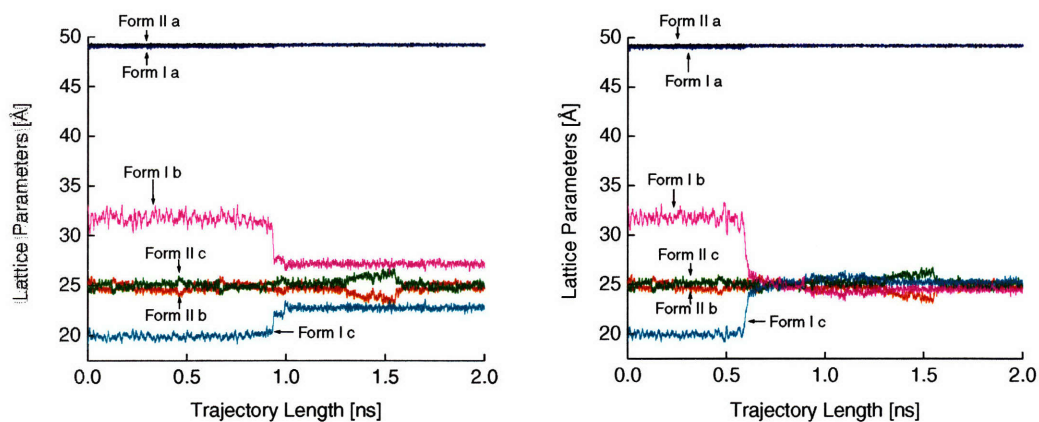 Form II a
50
Form I a
45
40
Form I b
35
30
Form II c
25
Form II b
20
Form I c
0.0 0.5 1.0 1.5 2.0
Lattice Parameters [Å]
Trajectory Length [ns]
Form II a
50
Form I a
45
40
Form I b
35
30
Form II c
25
Form II b
20
Form I c
0.0 0.5 1.0 1.5 2.0
Lattice Parameters [Å]
Trajectory Length [ns]